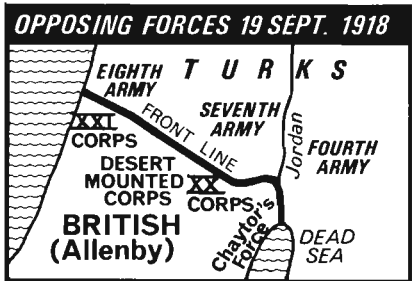 OPPOSING FORCES 19 SEPT. 1918
TURKS
EIGHTH
ARMY
FRONT LINE
SEVENTH
ARMY
Jordan
FOURTH
ARMY
XXI
CORPS
DESERT
MOUNTED
CORPS
XX
CORPS
BRITISH
(Allenby)
Chaytor's
Force
DEAD
SEA